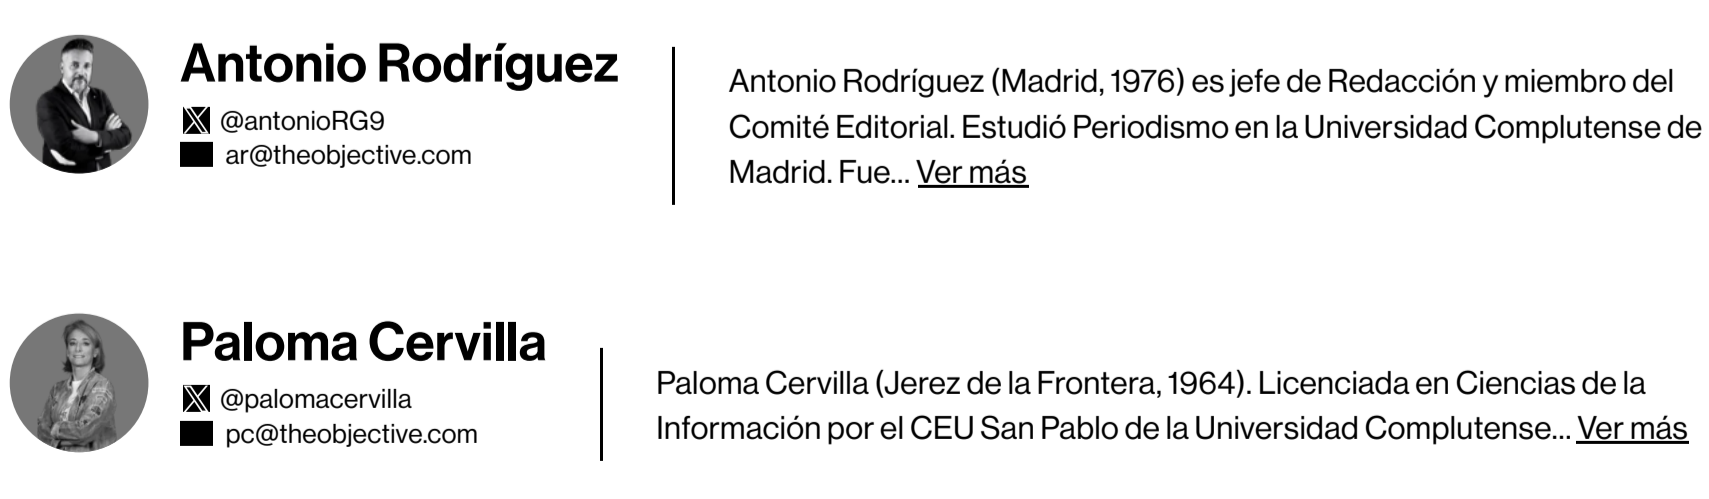 Antonio Rodríguez
@antonioRG9
ar@theobjective.com
Antonio Rodríguez (Madrid, 1976) es jefe de Redacción y miembro del
Comité Editorial. Estudió Periodismo en la Universidad Complutense de
Madrid. Fue... Ver más
Paloma Cervilla
@palomacervilla
pc@theobjective.com
Paloma Cervilla (Jerez de la Frontera, 1964). Licenciada en Ciencias de la
Información por el CEU San Pablo de la Universidad Complutense... Ver más